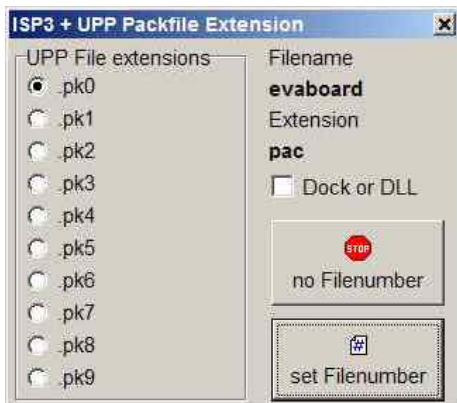 ISP3 + UPP Packfile Extension
UPP File extensions
.pk0
.pk1
.pk2
.pk3
.pk4
.pk5
.pk6
.pk7
.pk8
.pk9
Filename
evaboard
Extension
pac
Dock or DLL
STOP
no Filenumber
#
set Filenumber